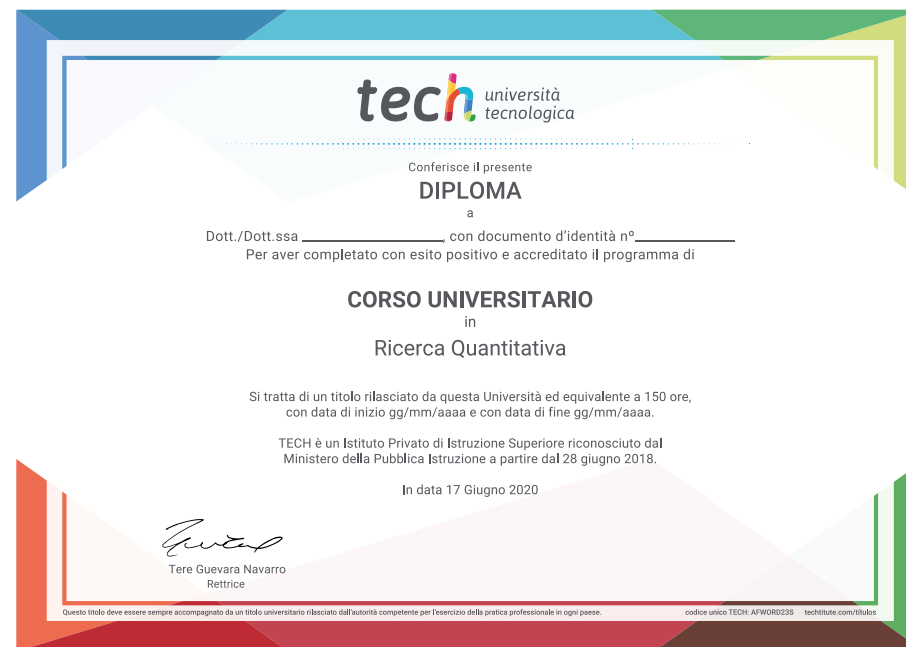 tech università
tecnologica
Conferisce il presente
DIPLOMA
a
Dott./Dott.ssa _________________, con documento d'identità nº____________
Per aver completato con esito positivo e accreditato il programma di
CORSO UNIVERSITARIO
in
Ricerca Quantitativa
Si tratta di un titolo rilasciato da questa Università ed equivalente a 150 ore,
con data di inizio gg/mm/aaaa e con data di fine gg/mm/aaaa.
TECH è un Istituto Privato di Istruzione Superiore riconosciuto dal
Ministero della Pubblica Istruzione a partire dal 28 giugno 2018.
In data 17 Giugno 2020
Tere Guevara Navarro
Rettrice
Questo titolo deve essere sempre accompagnato da un titolo universitario rilasciato dall'autorità competente per l'esercizio della pratica professionale in ogni paese. codice unico TECH: AFWORD23S techtitute.com/titulos